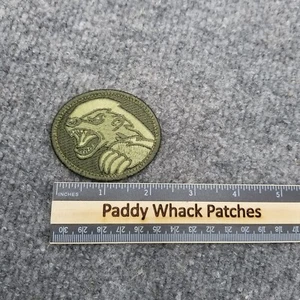 INCHES 1 2 3 4 5
Paddy Whack Patches